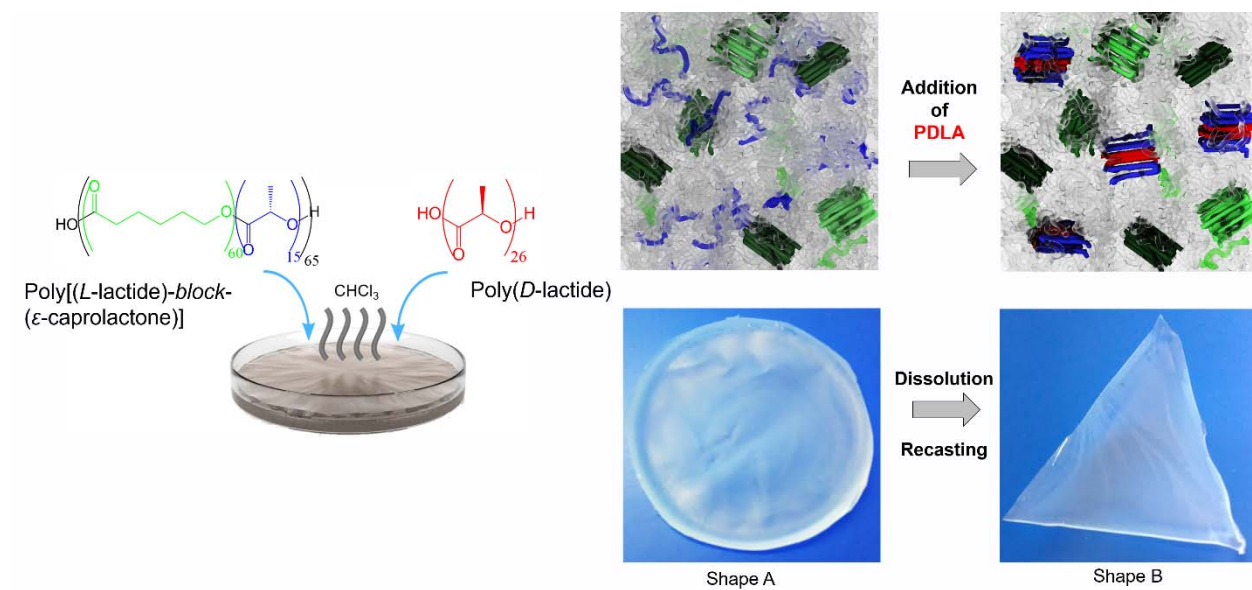 HO
O
O
O
O
H
60
15
65
HO
O
O
H
26
Poly[(L-lactide)-block-
(ε-caprolactone)]
CHCl₃
Poly(D-lactide)
Addition
of
PDLA
Dissolution
Recasting
Shape A
Shape B